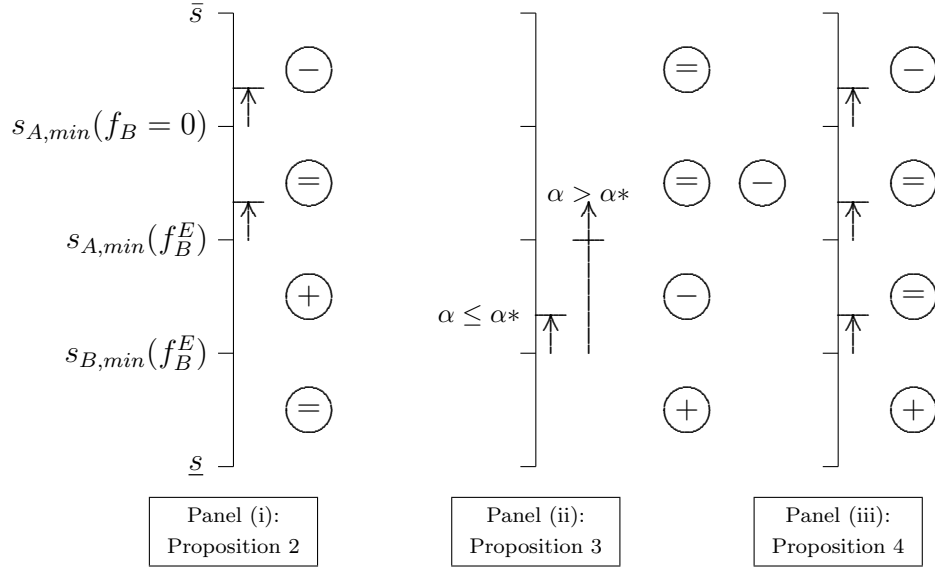 s̄
−
=
−
s_{A,min}(f_B = 0)
=
α > α∗
=
−
=
s_{A,min}(f_B^E)
+
α ≤ α∗
−
=
s_{B,min}(f_B^E)
=
+
+
s̲
Panel (i):
Proposition 2
Panel (ii):
Proposition 3
Panel (iii):
Proposition 4